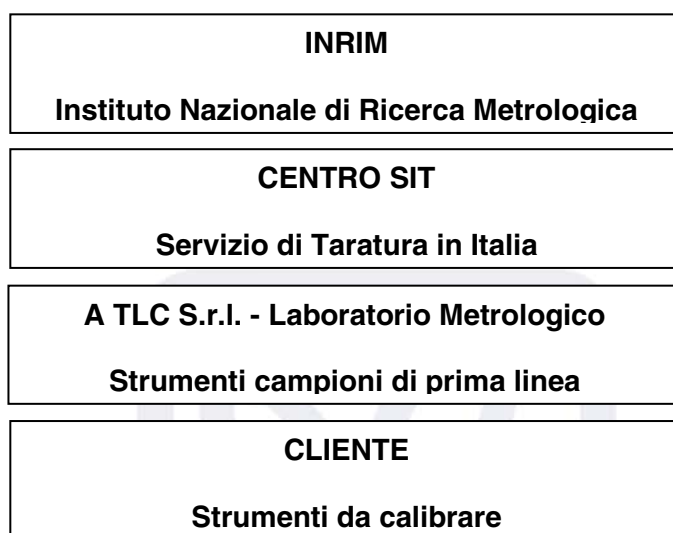 INRIM
Instituto Nazionale di Ricerca Metrologica
CENTRO SIT
Servizio di Taratura in Italia
A TLC S.r.l. - Laboratorio Metrologico
Strumenti campioni di prima linea
CLIENTE
Strumenti da calibrare